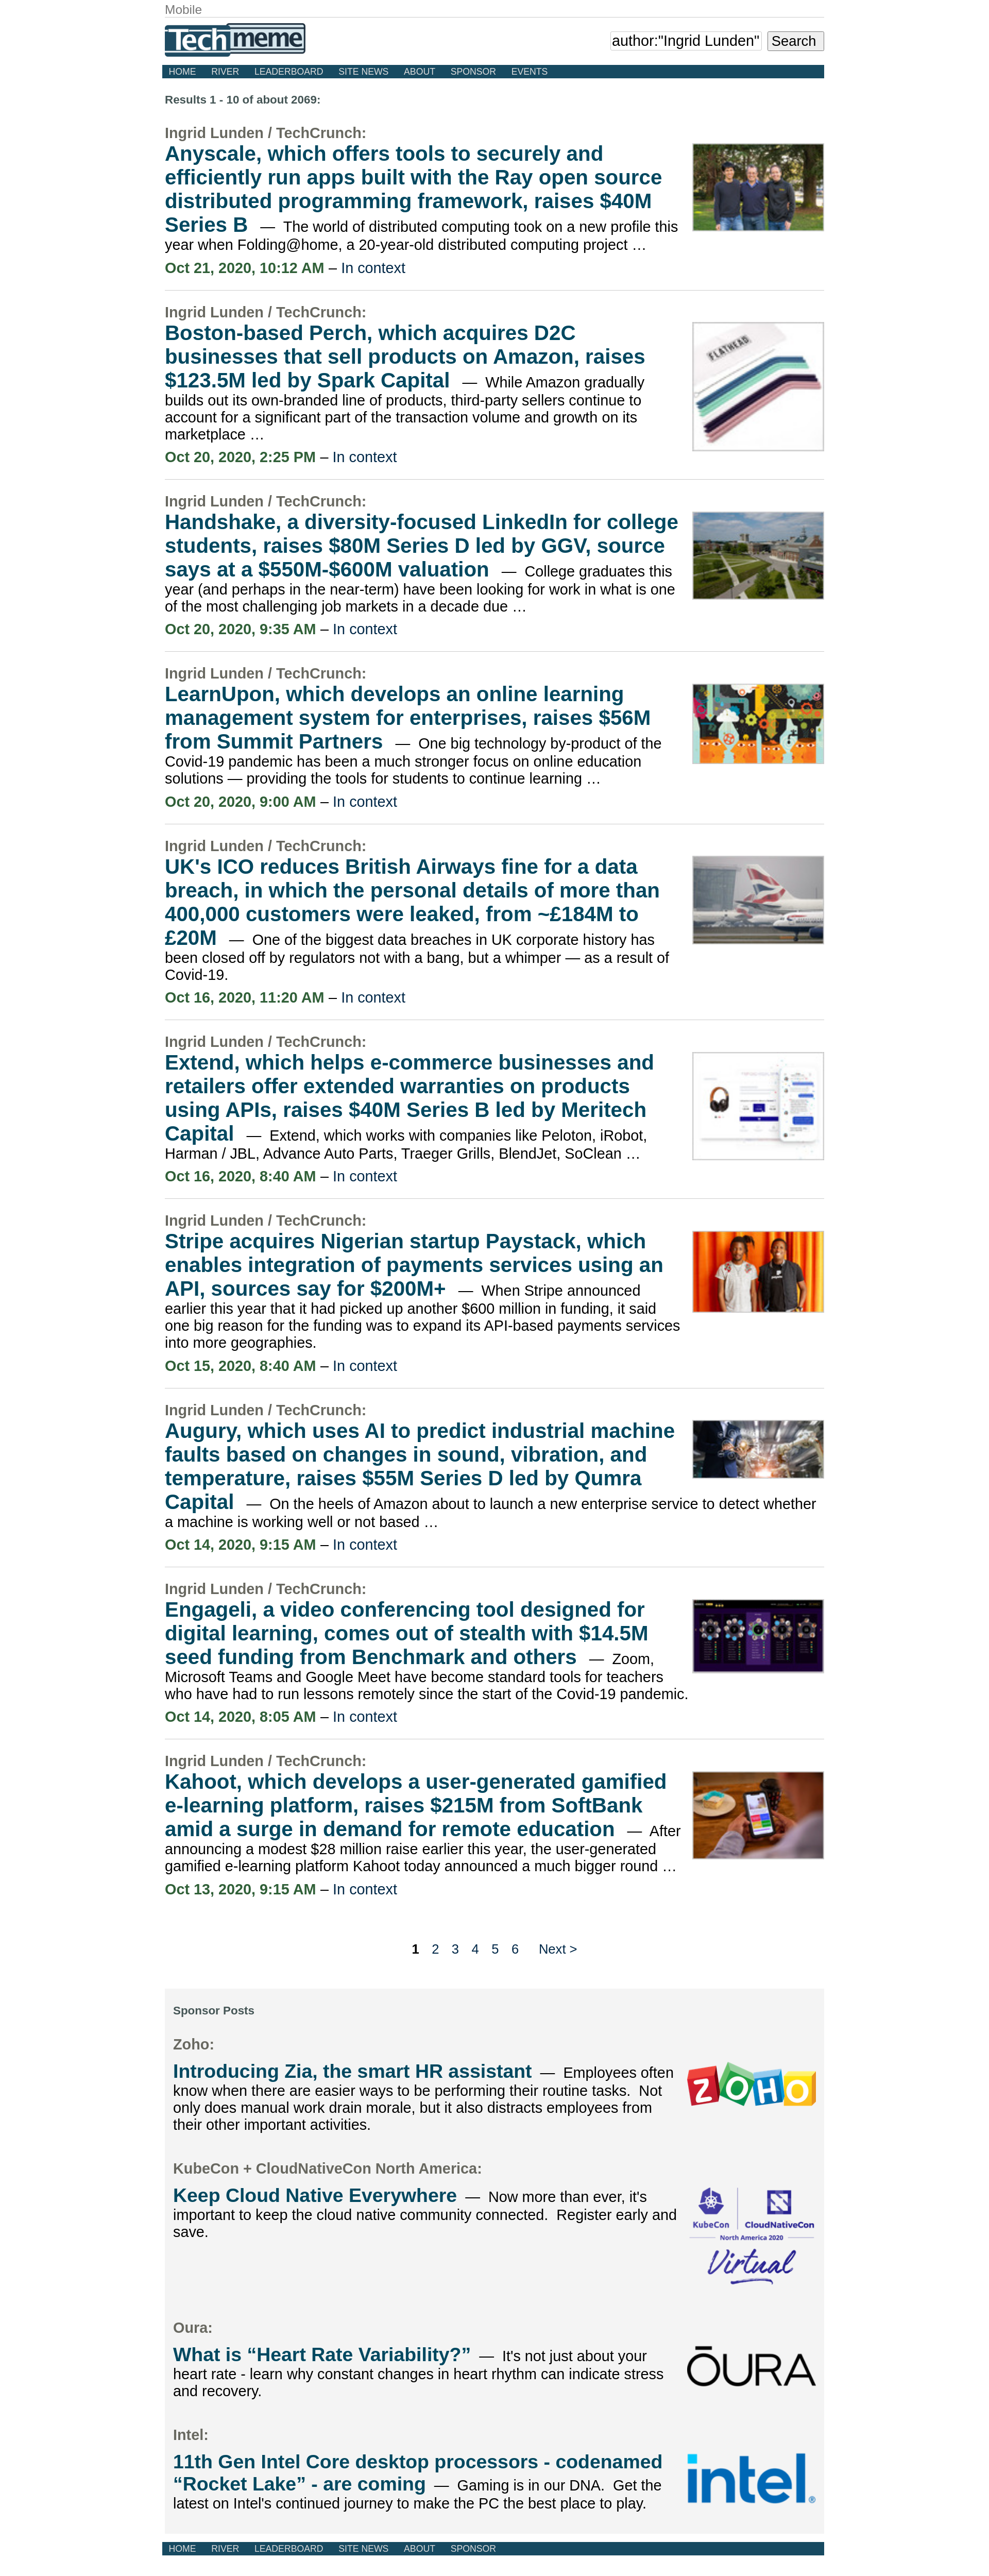 Mobile
Techmeme
author:"Ingrid Lunden" Search
HOME RIVER LEADERBOARD SITE NEWS ABOUT SPONSOR EVENTS
Results 1 - 10 of about 2069:
Ingrid Lunden / TechCrunch:
Anyscale, which offers tools to securely and
efficiently run apps built with the Ray open source
distributed programming framework, raises $40M
Series B — The world of distributed computing took on a new profile this
year when Folding@home, a 20-year-old distributed computing project …
Oct 21, 2020, 10:12 AM – In context
Ingrid Lunden / TechCrunch:
Boston-based Perch, which acquires D2C
businesses that sell products on Amazon, raises
$123.5M led by Spark Capital — While Amazon gradually
builds out its own-branded line of products, third-party sellers continue to
account for a significant part of the transaction volume and growth on its
marketplace …
FLATHEAD
Oct 20, 2020, 2:25 PM – In context
Ingrid Lunden / TechCrunch:
Handshake, a diversity-focused LinkedIn for college
students, raises $80M Series D led by GGV, source
says at a $550M-$600M valuation — College graduates this
year (and perhaps in the near-term) have been looking for work in what is one
of the most challenging job markets in a decade due …
Oct 20, 2020, 9:35 AM – In context
Ingrid Lunden / TechCrunch:
LearnUpon, which develops an online learning
management system for enterprises, raises $56M
from Summit Partners — One big technology by-product of the
Covid-19 pandemic has been a much stronger focus on online education
solutions — providing the tools for students to continue learning …
Oct 20, 2020, 9:00 AM – In context
Ingrid Lunden / TechCrunch:
UK's ICO reduces British Airways fine for a data
breach, in which the personal details of more than
400,000 customers were leaked, from ~£184M to
£20M — One of the biggest data breaches in UK corporate history has
been closed off by regulators not with a bang, but a whimper — as a result of
Covid-19.
Oct 16, 2020, 11:20 AM – In context
Ingrid Lunden / TechCrunch:
Extend, which helps e-commerce businesses and
retailers offer extended warranties on products
using APIs, raises $40M Series B led by Meritech
Capital — Extend, which works with companies like Peloton, iRobot,
Harman / JBL, Advance Auto Parts, Traeger Grills, BlendJet, SoClean …
Oct 16, 2020, 8:40 AM – In context
Ingrid Lunden / TechCrunch:
Stripe acquires Nigerian startup Paystack, which
enables integration of payments services using an
API, sources say for $200M+ — When Stripe announced
earlier this year that it had picked up another $600 million in funding, it said
one big reason for the funding was to expand its API-based payments services
into more geographies.
Oct 15, 2020, 8:40 AM – In context
Ingrid Lunden / TechCrunch:
Augury, which uses AI to predict industrial machine
faults based on changes in sound, vibration, and
temperature, raises $55M Series D led by Qumra
Capital — On the heels of Amazon about to launch a new enterprise service to detect whether
a machine is working well or not based …
Oct 14, 2020, 9:15 AM – In context
Ingrid Lunden / TechCrunch:
Engageli, a video conferencing tool designed for
digital learning, comes out of stealth with $14.5M
seed funding from Benchmark and others — Zoom,
Microsoft Teams and Google Meet have become standard tools for teachers
who have had to run lessons remotely since the start of the Covid-19 pandemic.
Oct 14, 2020, 8:05 AM – In context
Ingrid Lunden / TechCrunch:
Kahoot, which develops a user-generated gamified
e-learning platform, raises $215M from SoftBank
amid a surge in demand for remote education — After
announcing a modest $28 million raise earlier this year, the user-generated
gamified e-learning platform Kahoot today announced a much bigger round …
Oct 13, 2020, 9:15 AM – In context
1 2 3 4 5 6 Next >
Sponsor Posts
Zoho:
Introducing Zia, the smart HR assistant — Employees often
know when there are easier ways to be performing their routine tasks. Not
only does manual work drain morale, but it also distracts employees from
their other important activities.
ZOHO
KubeCon + CloudNativeCon North America:
Keep Cloud Native Everywhere — Now more than ever, it's
important to keep the cloud native community connected. Register early and
save.
KubeCon CloudNativeCon
North America 2020
Virtual
Oura:
What is “Heart Rate Variability?” — It's not just about your
heart rate - learn why constant changes in heart rhythm can indicate stress
and recovery.
ŌURA
Intel:
11th Gen Intel Core desktop processors - codenamed
“Rocket Lake” - are coming — Gaming is in our DNA. Get the
latest on Intel's continued journey to make the PC the best place to play.
intel®
HOME RIVER LEADERBOARD SITE NEWS ABOUT SPONSOR